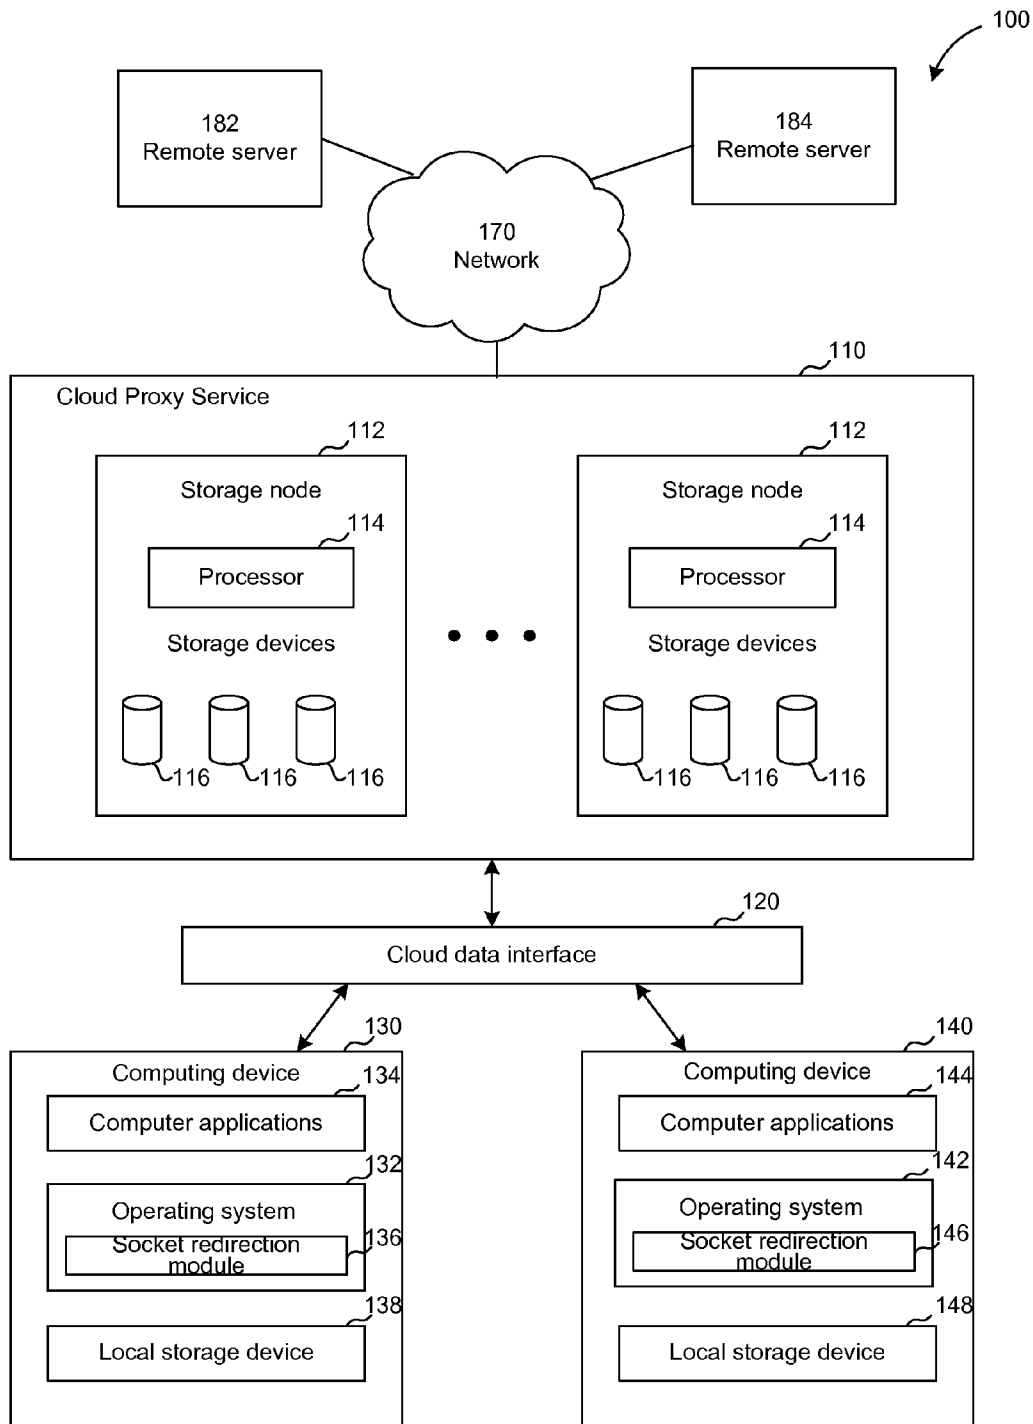 100
182
Remote server
184
Remote server
170
Network
110
Cloud Proxy Service
112
112
Storage node
Storage node
114
114
Processor
Processor
Storage devices
Storage devices
116 116 116
116 116 116
120
Cloud data interface
130
Computing device
134
Computer applications
132
Operating system
136
Socket redirection
module
138
Local storage device
140
Computing device
144
Computer applications
142
Operating system
146
Socket redirection
module
148
Local storage device